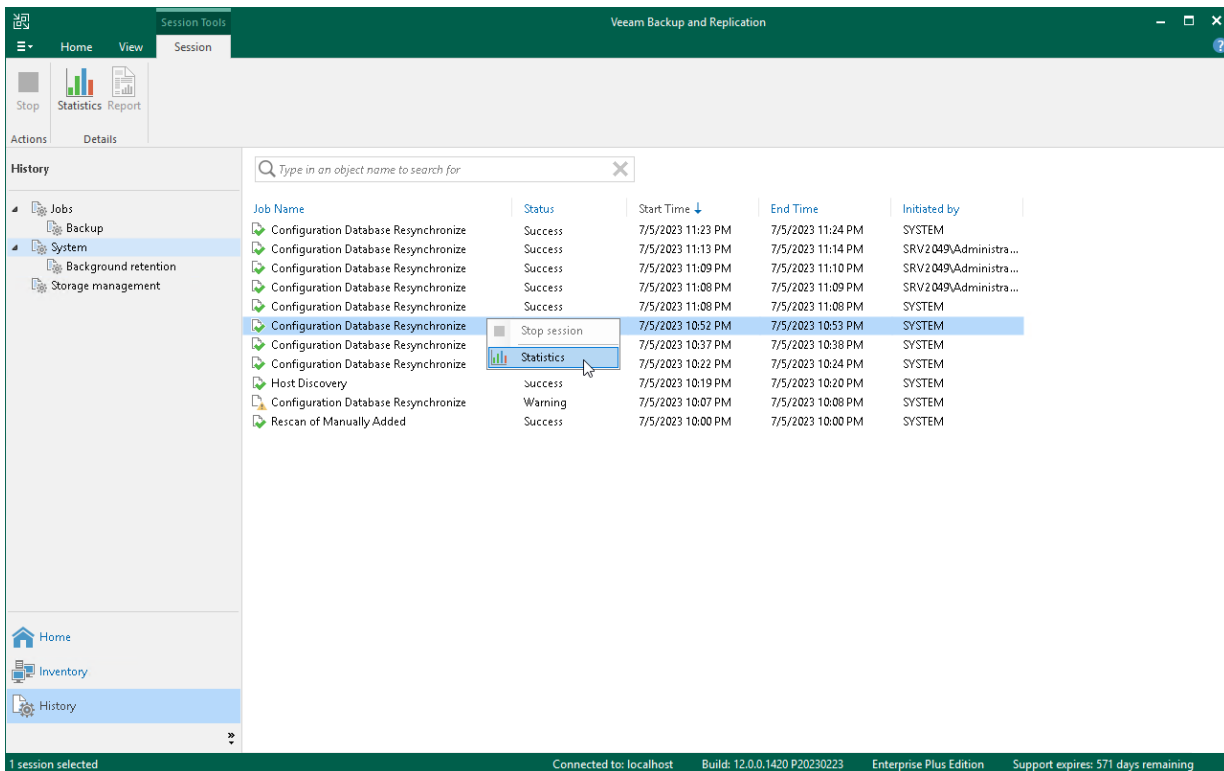 Session Tools
Veeam Backup and Replication
Home View Session
Stop Statistics Report
Actions Details
History
Type in an object name to search for
Jobs
Backup
System
Background retention
Storage management
Job Name Status Start Time End Time Initiated by
Configuration Database Resynchronize Success 7/5/2023 11:23 PM 7/5/2023 11:24 PM SYSTEM
Configuration Database Resynchronize Success 7/5/2023 11:13 PM 7/5/2023 11:14 PM SRV2049\Administra...
Configuration Database Resynchronize Success 7/5/2023 11:09 PM 7/5/2023 11:10 PM SRV2049\Administra...
Configuration Database Resynchronize Success 7/5/2023 11:08 PM 7/5/2023 11:09 PM SRV2049\Administra...
Configuration Database Resynchronize Success 7/5/2023 11:08 PM 7/5/2023 11:08 PM SYSTEM
Configuration Database Resynchronize 7/5/2023 10:52 PM 7/5/2023 10:53 PM SYSTEM
Stop session
Configuration Database Resynchronize 7/5/2023 10:37 PM 7/5/2023 10:38 PM SYSTEM
Statistics
Configuration Database Resynchronize 7/5/2023 10:22 PM 7/5/2023 10:24 PM SYSTEM
Host Discovery Success 7/5/2023 10:19 PM 7/5/2023 10:20 PM SYSTEM
Configuration Database Resynchronize Warning 7/5/2023 10:07 PM 7/5/2023 10:08 PM SYSTEM
Rescan of Manually Added Success 7/5/2023 10:00 PM 7/5/2023 10:00 PM SYSTEM
Home
Inventory
History
1 session selected Connected to: localhost Build: 12.0.0.1420 P20230223 Enterprise Plus Edition Support expires: 571 days remaining